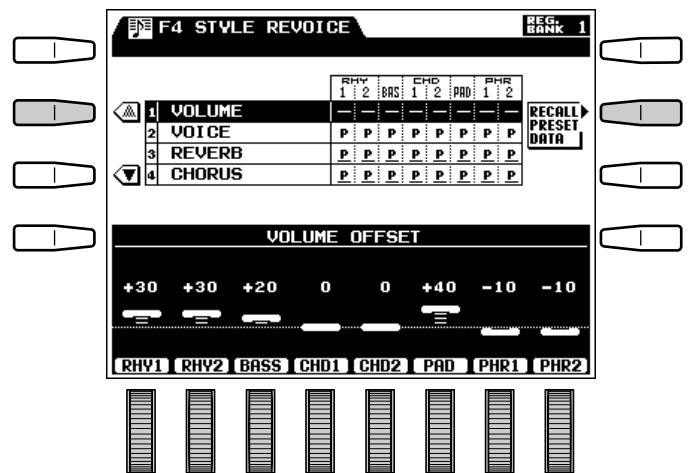 F4 STYLE REVOICE
REG. BANK 1
RHY CHD PHR
1 2 BAS 1 2 PAD 1 2
1 VOLUME — — — — — — — —
2 VOICE P P P P P P P P
3 REVERB P P P P P P P P
4 CHORUS P P P P P P P P
RECALL
PRESET
DATA
VOLUME OFFSET
+30 +30 +20 0 0 +40 -10 -10
RHY1 RHY2 BASS CHD1 CHD2 PAD PHR1 PHR2